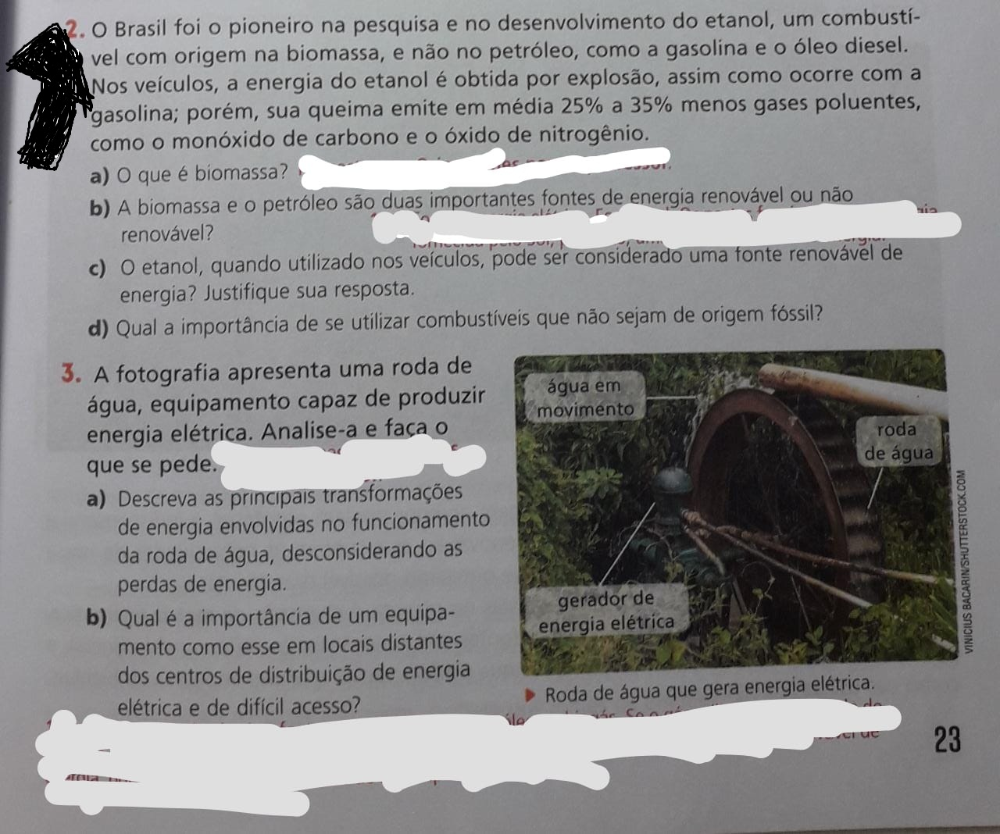 2. O Brasil foi o pioneiro na pesquisa e no desenvolvimento do etanol, um combustí-
vel com origem na biomassa, e não no petróleo, como a gasolina e o óleo diesel.
Nos veículos, a energia do etanol é obtida por explosão, assim como ocorre com a
gasolina; porém, sua queima emite em média 25% a 35% menos gases poluentes,
como o monóxido de carbono e o óxido de nitrogênio.
a) O que é biomassa?
b) A biomassa e o petróleo são duas importantes fontes de energia renovável ou não
renovável?
c) O etanol, quando utilizado nos veículos, pode ser considerado uma fonte renovável de
energia? Justifique sua resposta.
d) Qual a importância de se utilizar combustíveis que não sejam de origem fóssil?
3. A fotografia apresenta uma roda de
água, equipamento capaz de produzir
energia elétrica. Analise-a e faça o
que se pede.
a) Descreva as principais transformações
de energia envolvidas no funcionamento
da roda de água, desconsiderando as
perdas de energia.
b) Qual é a importância de um equipa-
mento como esse em locais distantes
dos centros de distribuição de energia
elétrica e de difícil acesso?
água em
movimento
roda
de água
gerador de
energia elétrica
VINICIUS BACARIN/SHUTTERSTOCK.COM
Roda de água que gera energia elétrica.
23